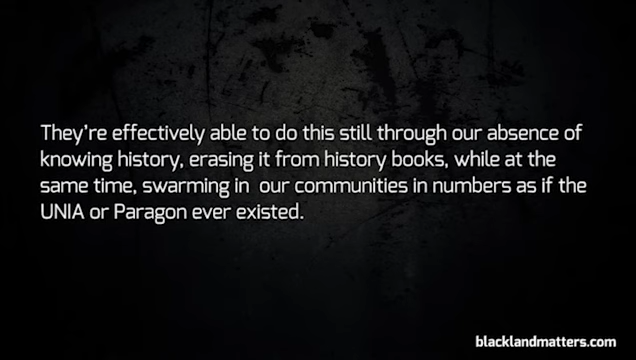 They're effectively able to do this still through our absence of
knowing history, erasing it from history books, while at the
same time, swarming in our communities in numbers as if the
UNIA or Paragon ever existed.
blacklandmatters.com